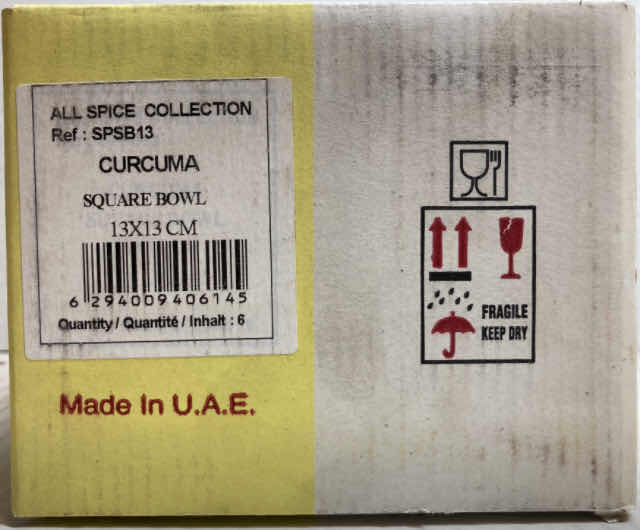 ALL SPICE COLLECTION
Ref : SPSB13
CURCUMA
SQUARE BOWL
13X13 CM
6 294009 406145
Quantity / Quantité / Inhalt : 6
Made In U.A.E.
FRAGILE
KEEP DRY